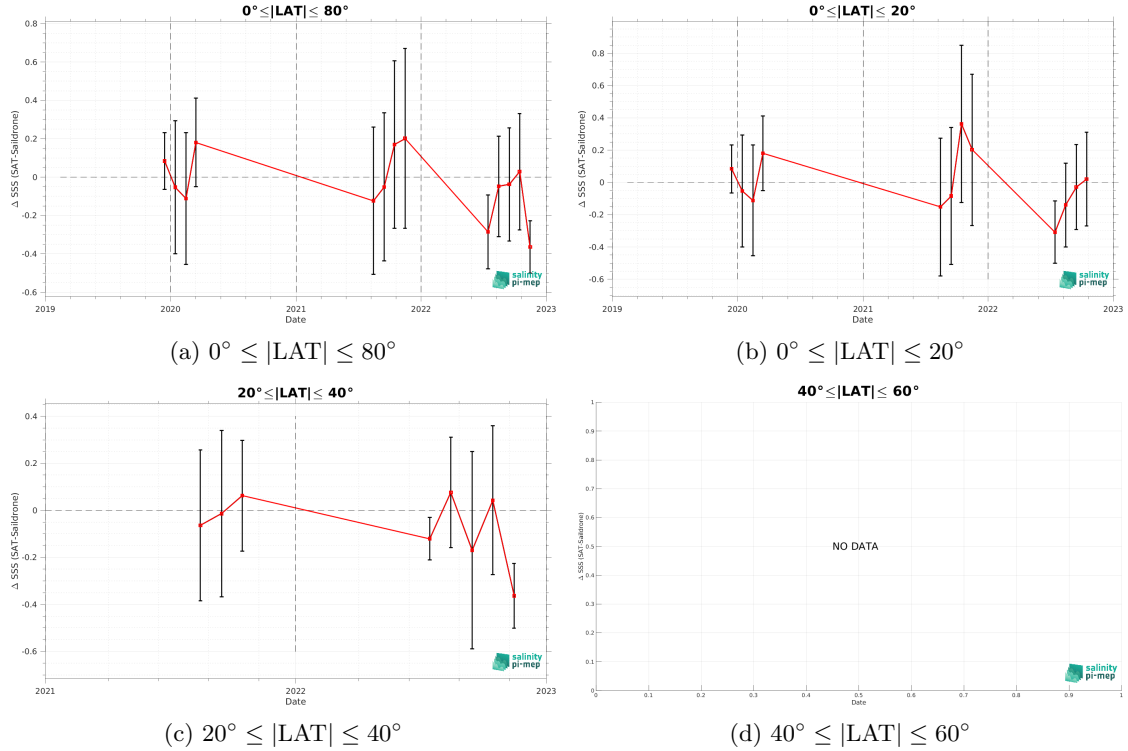 0°≤|LAT|≤ 80°
0.8
0.6
0.4
0.2
0
-0.2
-0.4
-0.6
Δ SSS (SAT-Saildrone)
2019
2020
2021
2022
2023
Date
salinity
pi-mep
(a) 0° ≤ |LAT| ≤ 80°
0°≤|LAT|≤ 20°
0.8
0.6
0.4
0.2
0
-0.2
-0.4
-0.6
Δ SSS (SAT-Saildrone)
2019
2020
2021
2022
2023
Date
salinity
pi-mep
(b) 0° ≤ |LAT| ≤ 20°
20°≤|LAT|≤ 40°
0.4
0.2
0
-0.2
-0.4
-0.6
Δ SSS (SAT-Saildrone)
2021
2022
2023
Date
salinity
pi-mep
(c) 20° ≤ |LAT| ≤ 40°
40°≤|LAT|≤ 60°
1
0.9
0.8
0.7
0.6
0.5
0.4
0.3
0.2
0.1
0
Δ SSS (SAT-Saildrone)
NO DATA
0
0.1
0.2
0.3
0.4
0.5
0.6
0.7
0.8
0.9
1
Date
salinity
pi-mep
(d) 40° ≤ |LAT| ≤ 60°